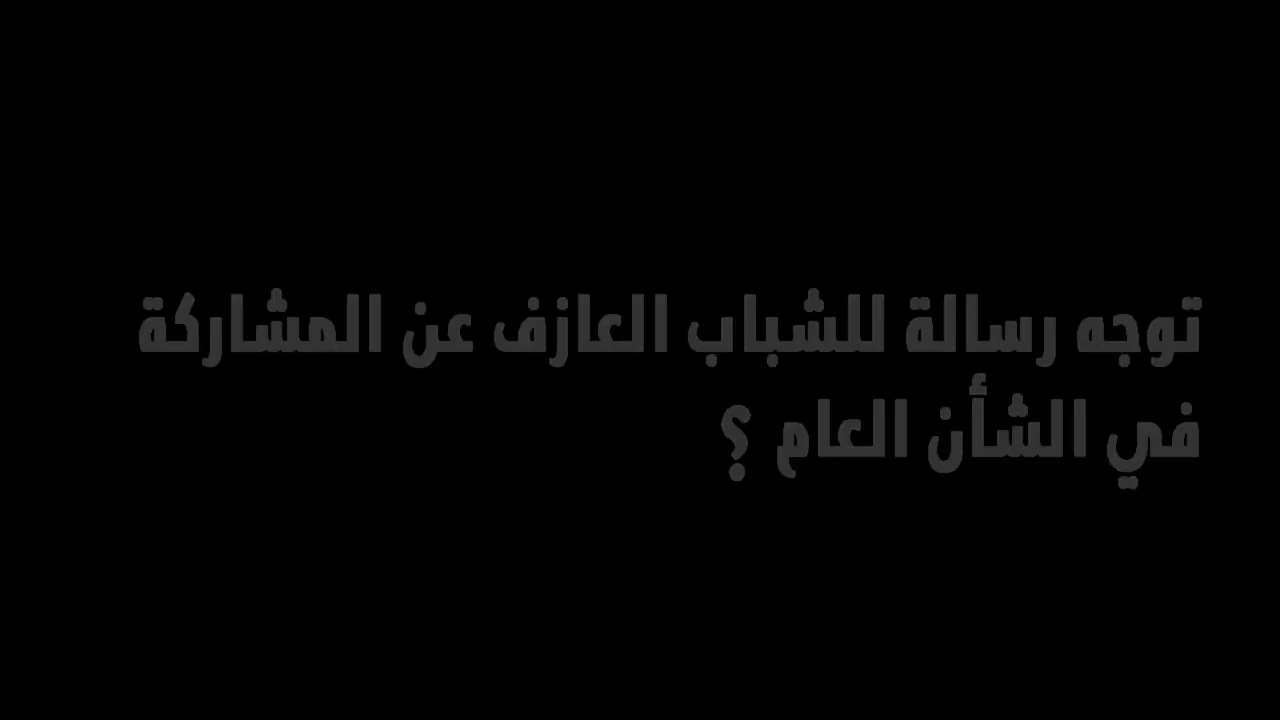 توجه رسالة للشباب العازف عن المشاركة
في الشأن العام ؟